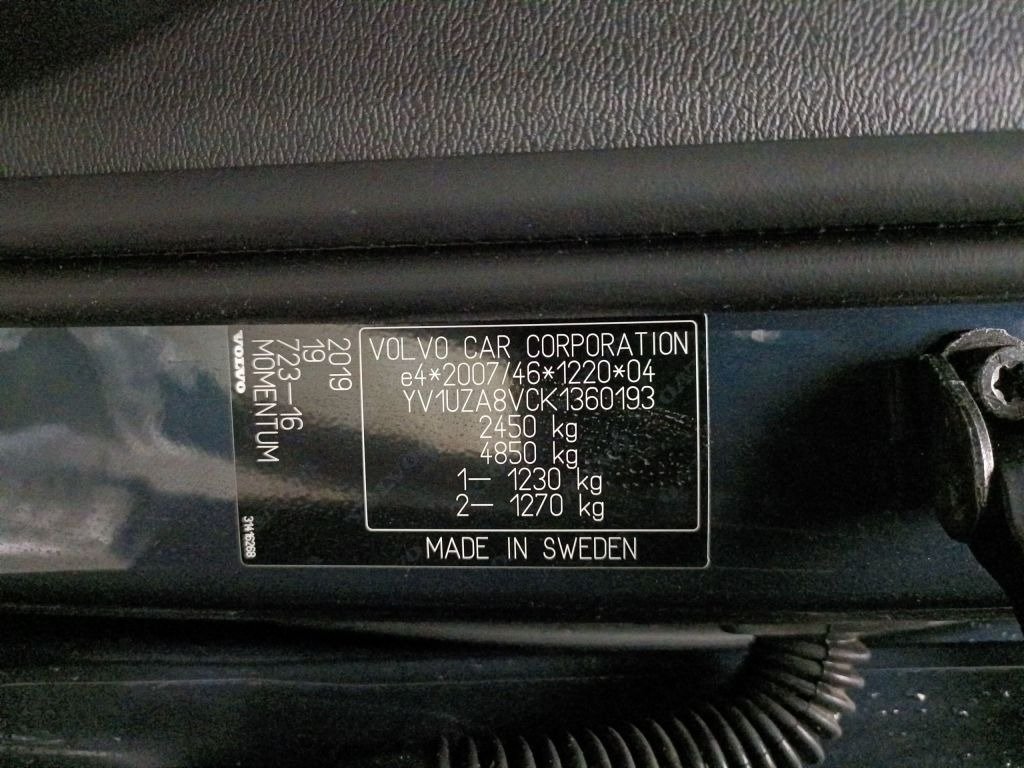 VOLVO CAR CORPORATION
e4*2007/46*1220*04
YV1UZA8VCK1360193
2450 kg
4850 kg
1— 1230 kg
2— 1270 kg
MADE IN SWEDEN
2019
19
723—16
MOMENTUM
VOLVO